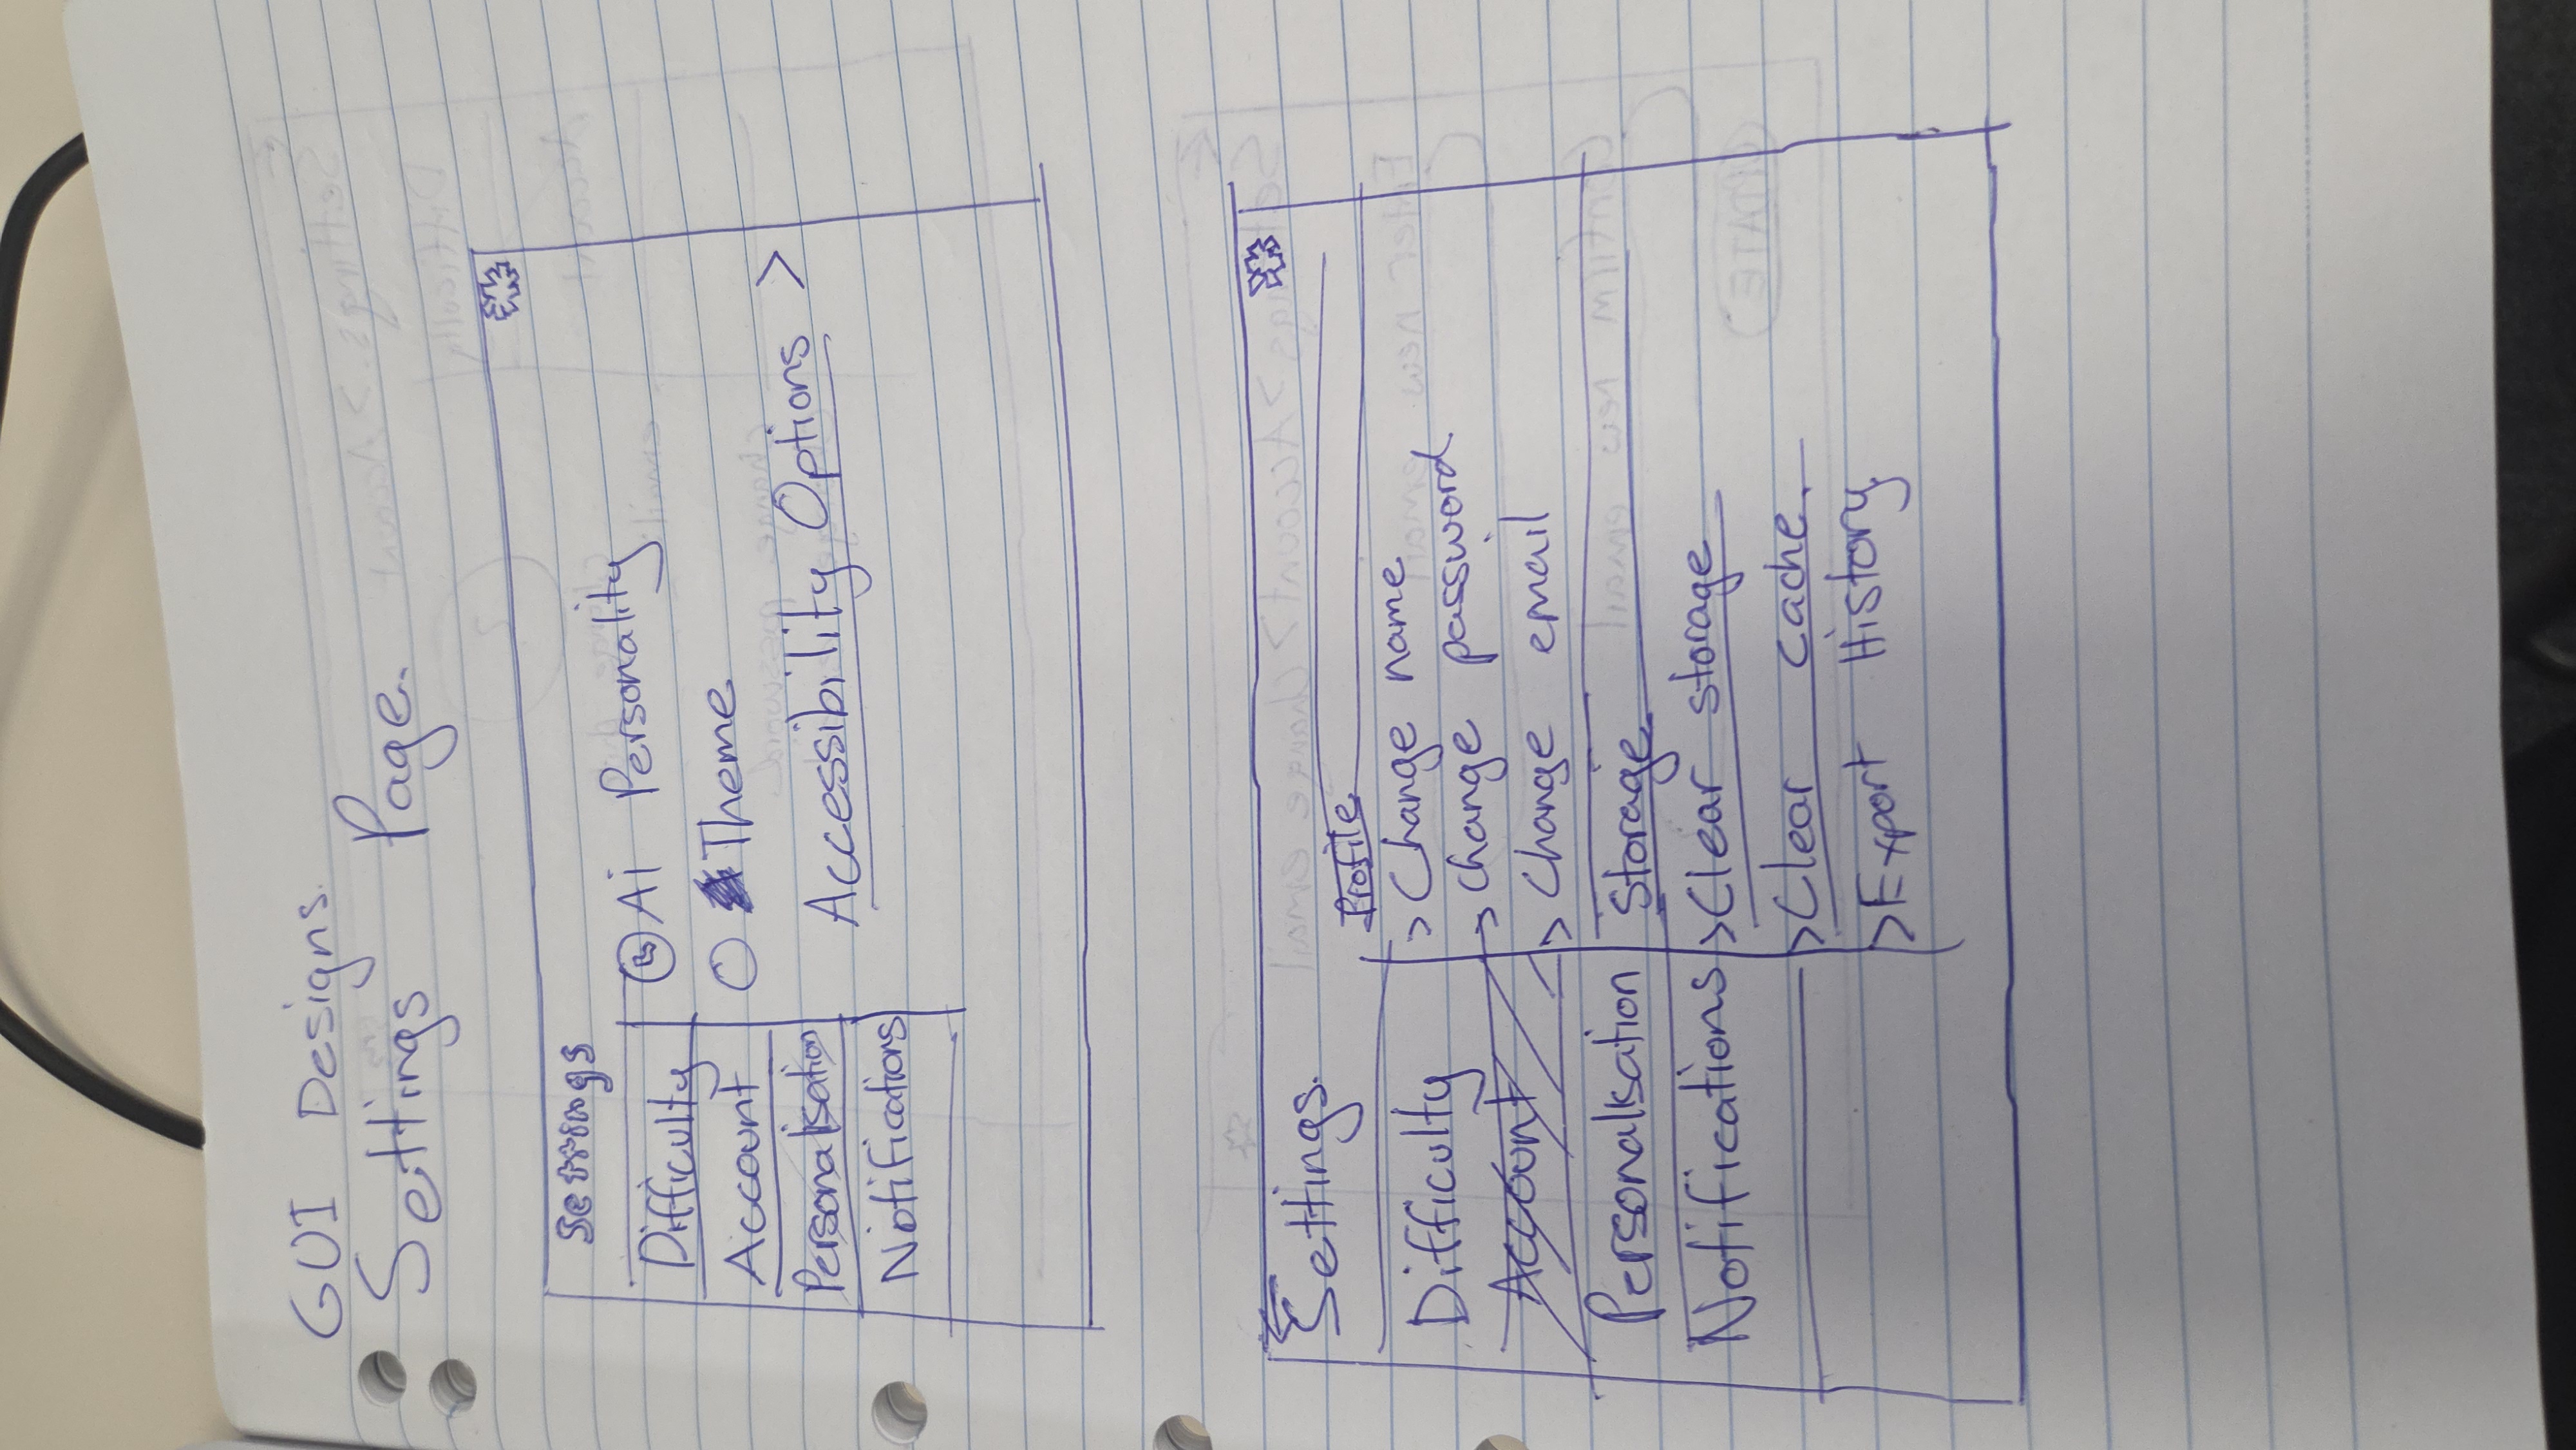 GUI Designs.
Settings Page.
Settings
Difficulty
Account
Personalisation
Notifications
Ai Personality
Theme
Accessibility Options >
←
Settings.
Difficulty
Account
Personalisation
Notifications
Profile
> Change name
> Change password
> Change email
Storage
> Clear storage
> Clear cache.
> Export History